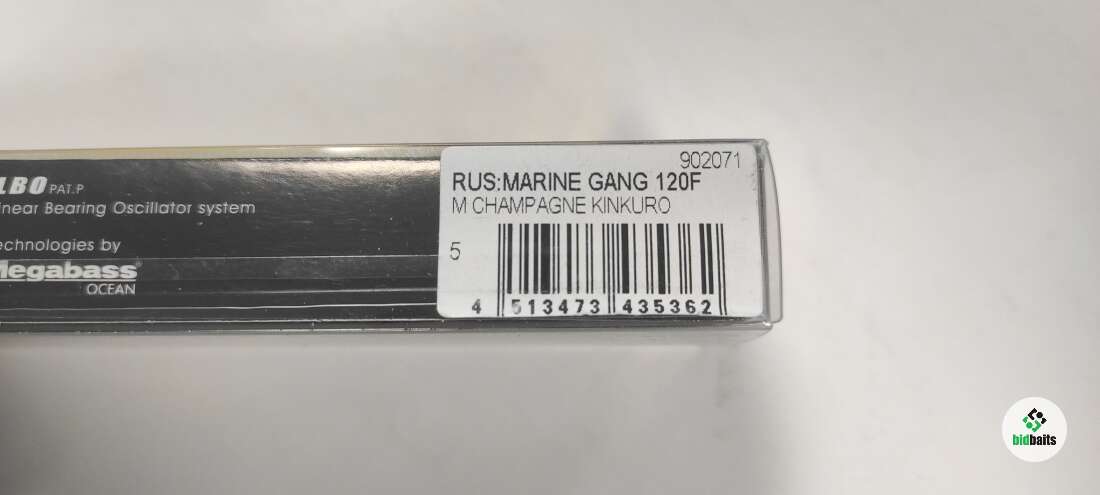 LBO PAT.P
inear Bearing Oscillator system
echnologies by
Megabass
OCEAN
902071
RUS:MARINE GANG 120F
M CHAMPAGNE KINKURO
5
4 513473 435362
bidbaits